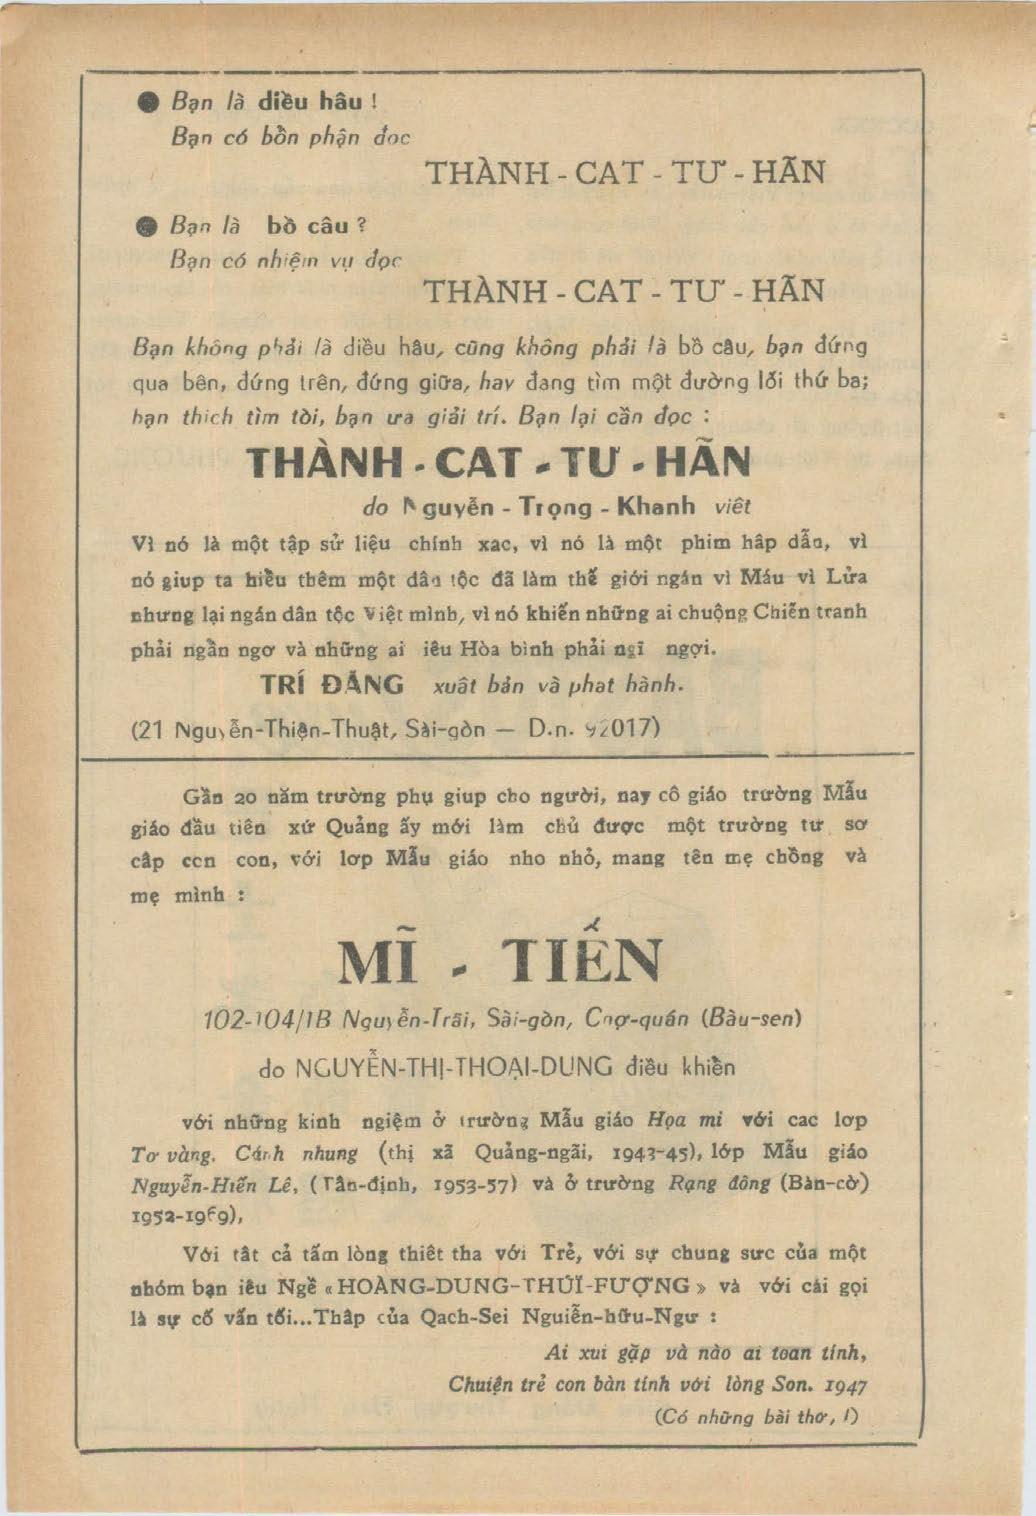 ● Bạn là diều hâu !
Bạn có bổn phận đọc
THÀNH - CAT - TƯ - HÃN
● Bạn là bồ câu ?
Bạn có nhiệm vụ đọc
THÀNH - CAT - TƯ - HÃN
Bạn không phải là diều hâu, cũng không phải là bồ câu, bạn đứng
qua bên, đứng trên, đứng giữa, hay đang tìm một đường lối thứ ba;
bạn thích tìm tòi, bạn ưa giải trí. Bạn lại cần đọc :
THÀNH - CAT - TƯ - HÃN
do Nguyễn - Trọng - Khanh viêt
Vì nó là một tập sử liệu chính xac, vì nó là một phim hâp dẫn, vì
nó giup ta hiểu thêm một dân tộc đã làm thế giới ngán vì Máu vì Lửa
nhưng lại ngán dân tộc Việt mình, vì nó khiến những ai chuộng Chiến tranh
phải ngẩn ngơ và những ai iêu Hòa bình phải ngĩ ngợi.
TRÍ ĐĂNG xuât bản và phat hành.
(21 Nguyễn-Thiện-Thuật, Sài-gòn — D.n. 92017)
Gần 20 năm trường phụ giup cho người, nay cô giáo trường Mẫu
giáo đầu tiên xứ Quảng ấy mới làm chủ được một trường tư sơ
câp con con, với lơp Mẫu giáo nho nhỏ, mang tên mẹ chồng và
mẹ mình :
MĨ - TIẾN
102-104/1B Nguyễn-Trãi, Sài-gòn, Chợ-quán (Bàu-sen)
do NGUYỄN-THỊ-THOẠI-DUNG điều khiển
với những kinh ngiệm ở trường Mẫu giáo Họa mi với cac lơp
Tơ vàng, Cánh nhung (thị xã Quảng-ngãi, 1943-45), lớp Mẫu giáo
Nguyễn-Hiến Lê, (Tân-định, 1953-57) và ở trường Rạng đông (Bàn-cờ)
1952-1969),
Với tât cả tấm lòng thiêt tha với Trẻ, với sự chung sưc của một
nhóm bạn iêu Ngề « HOÀNG-DUNG-THÚĨ-FƯỢNG » và với cái gọi
là sự cố vấn tối...Thâp của Qach-Sei Nguiễn-hữu-Ngư :
Ai xui gặp và nào ai toan tính,
Chuiện trẻ con bàn tính với lòng Son. 1947
(Có những bài thơ, I)